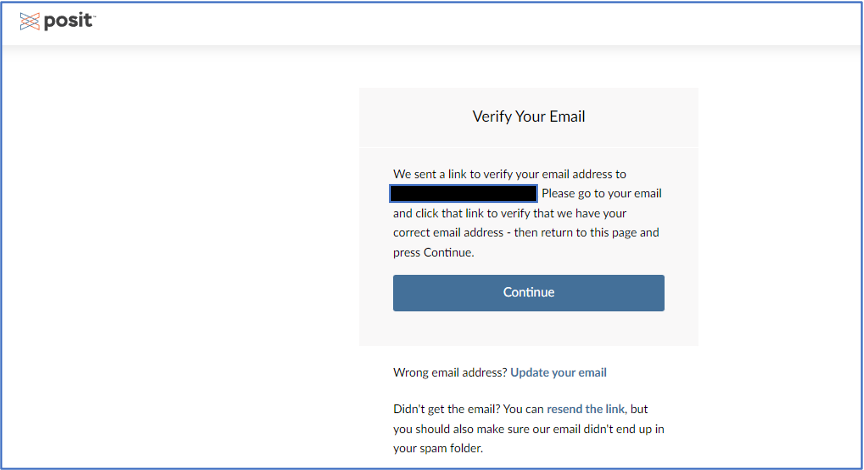 posit™
Verify Your Email
We sent a link to verify your email address to
Please go to your email
and click that link to verify that we have your
correct email address - then return to this page and
press Continue.
Continue
Wrong email address? Update your email
Didn't get the email? You can resend the link, but
you should also make sure our email didn't end up in
your spam folder.